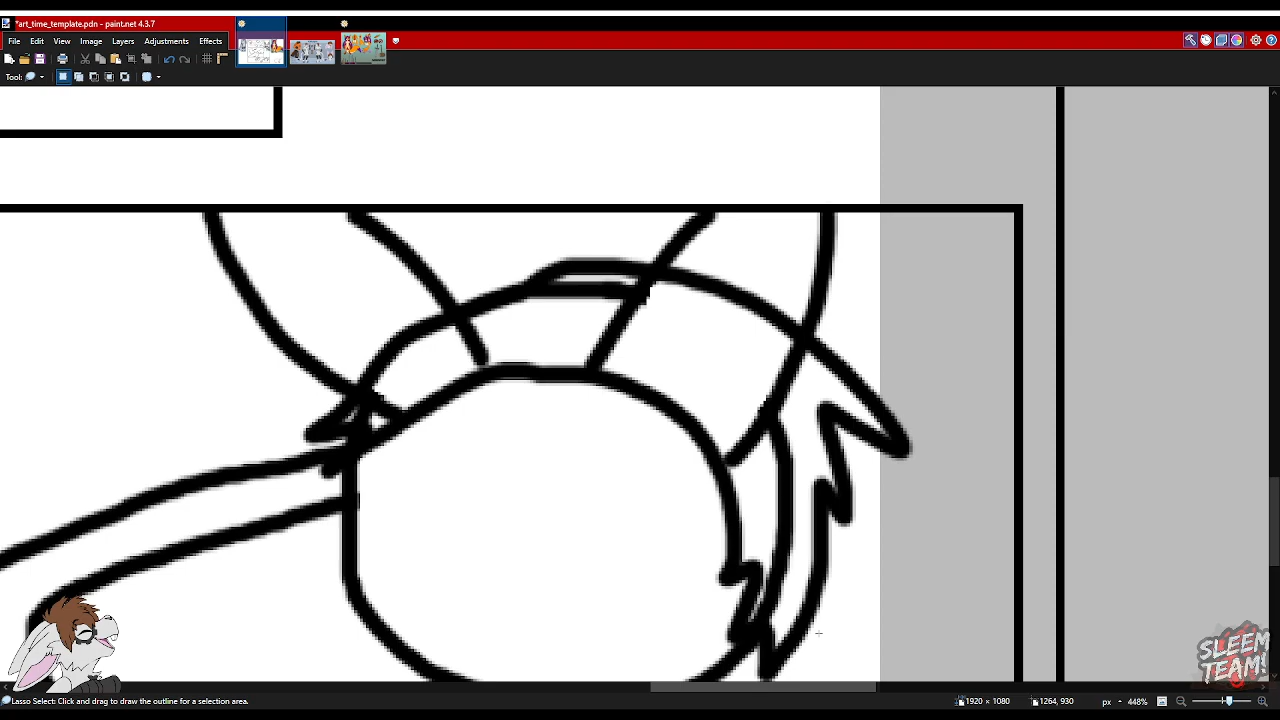 *art_time_template.pdn - paint.net 4.3.7
File Edit View Image Layers Adjustments Effects
Tool:
SLEEM
TEAM!
Lasso Select: Click and drag to draw the outline for a selection area.
1920 × 1080
1264, 930
px
448%